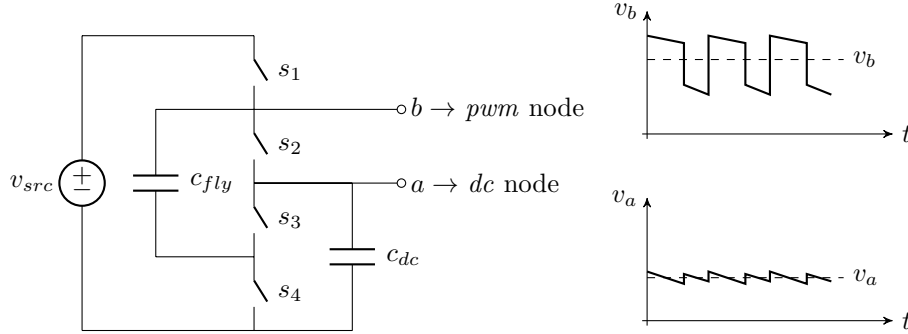 v_b
s_1
v_b
b → pwm node
s_2
t
v_src
+
−
c_fly
a → dc node
v_a
s_3
c_dc
v_a
s_4
t